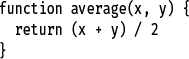 function average(x, y) {
  return (x + y) / 2
}